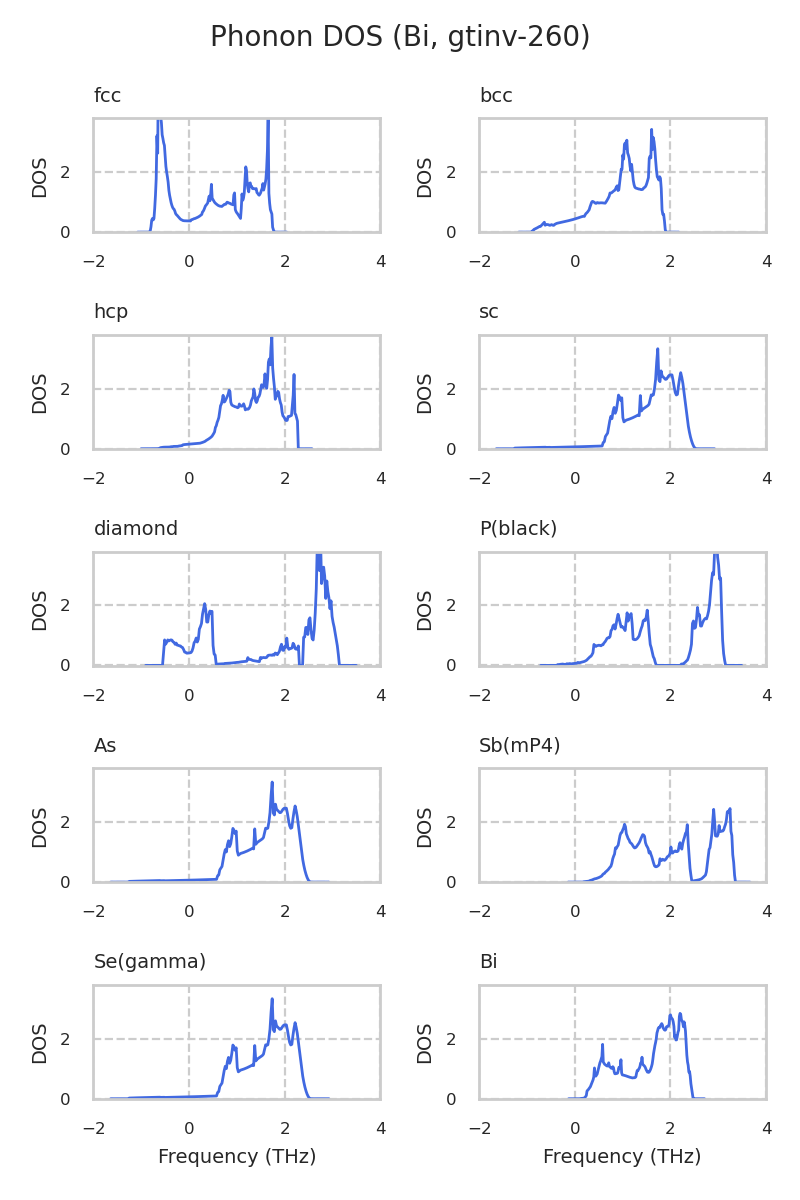 Phonon DOS (Bi, gtinv-260)
fcc
DOS
2
0
−2 0 2 4
bcc
DOS
2
0
−2 0 2 4
hcp
DOS
2
0
−2 0 2 4
sc
DOS
2
0
−2 0 2 4
diamond
DOS
2
0
−2 0 2 4
P(black)
DOS
2
0
−2 0 2 4
As
DOS
2
0
−2 0 2 4
Sb(mP4)
DOS
2
0
−2 0 2 4
Se(gamma)
DOS
2
0
−2 0 2 4
Frequency (THz)
Bi
DOS
2
0
−2 0 2 4
Frequency (THz)